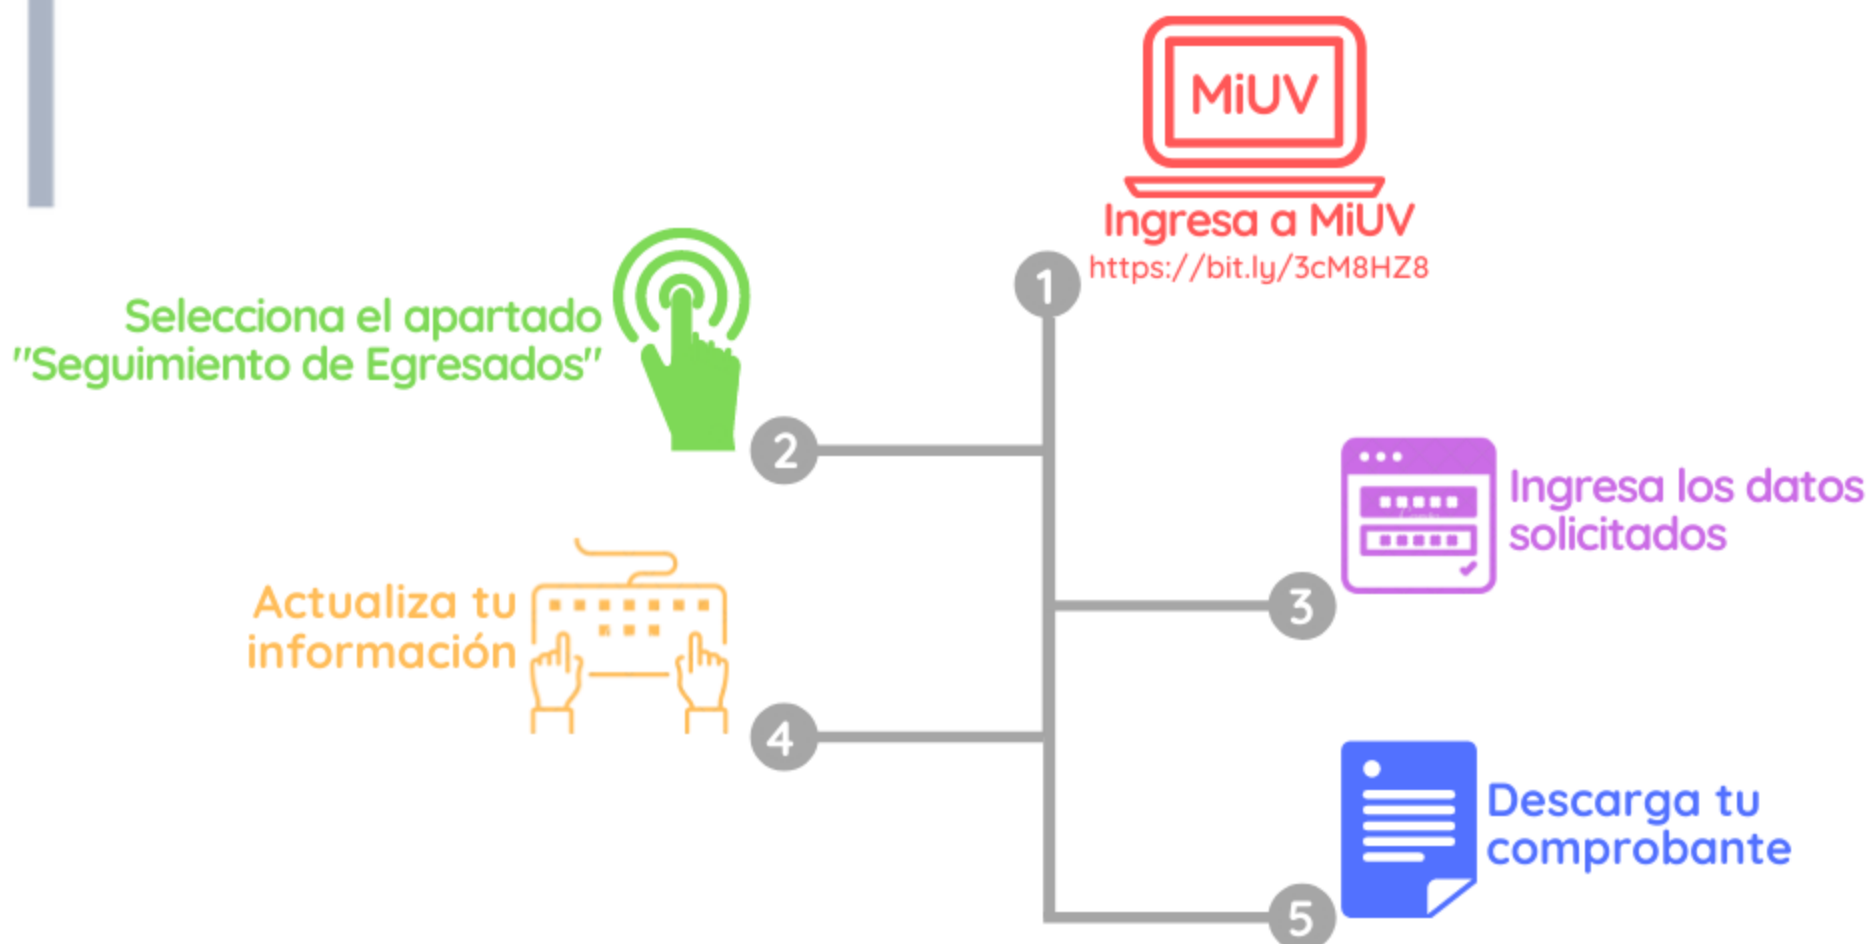 MiUV
Ingresa a MiUV
https://bit.ly/3cM8HZ8
1
Selecciona el apartado
"Seguimiento de Egresados"
2
Ingresa los datos
solicitados
3
Actualiza tu
información
4
Descarga tu
comprobante
5